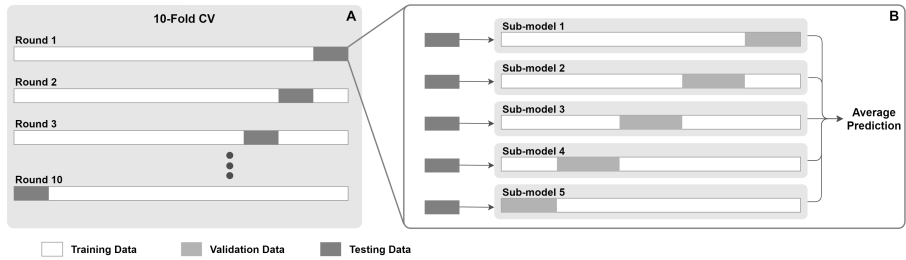 10-Fold CV
A
Round 1
Round 2
Round 3
Round 10
B
Sub-model 1
Sub-model 2
Sub-model 3
Sub-model 4
Sub-model 5
Average
Prediction
Training Data
Validation Data
Testing Data